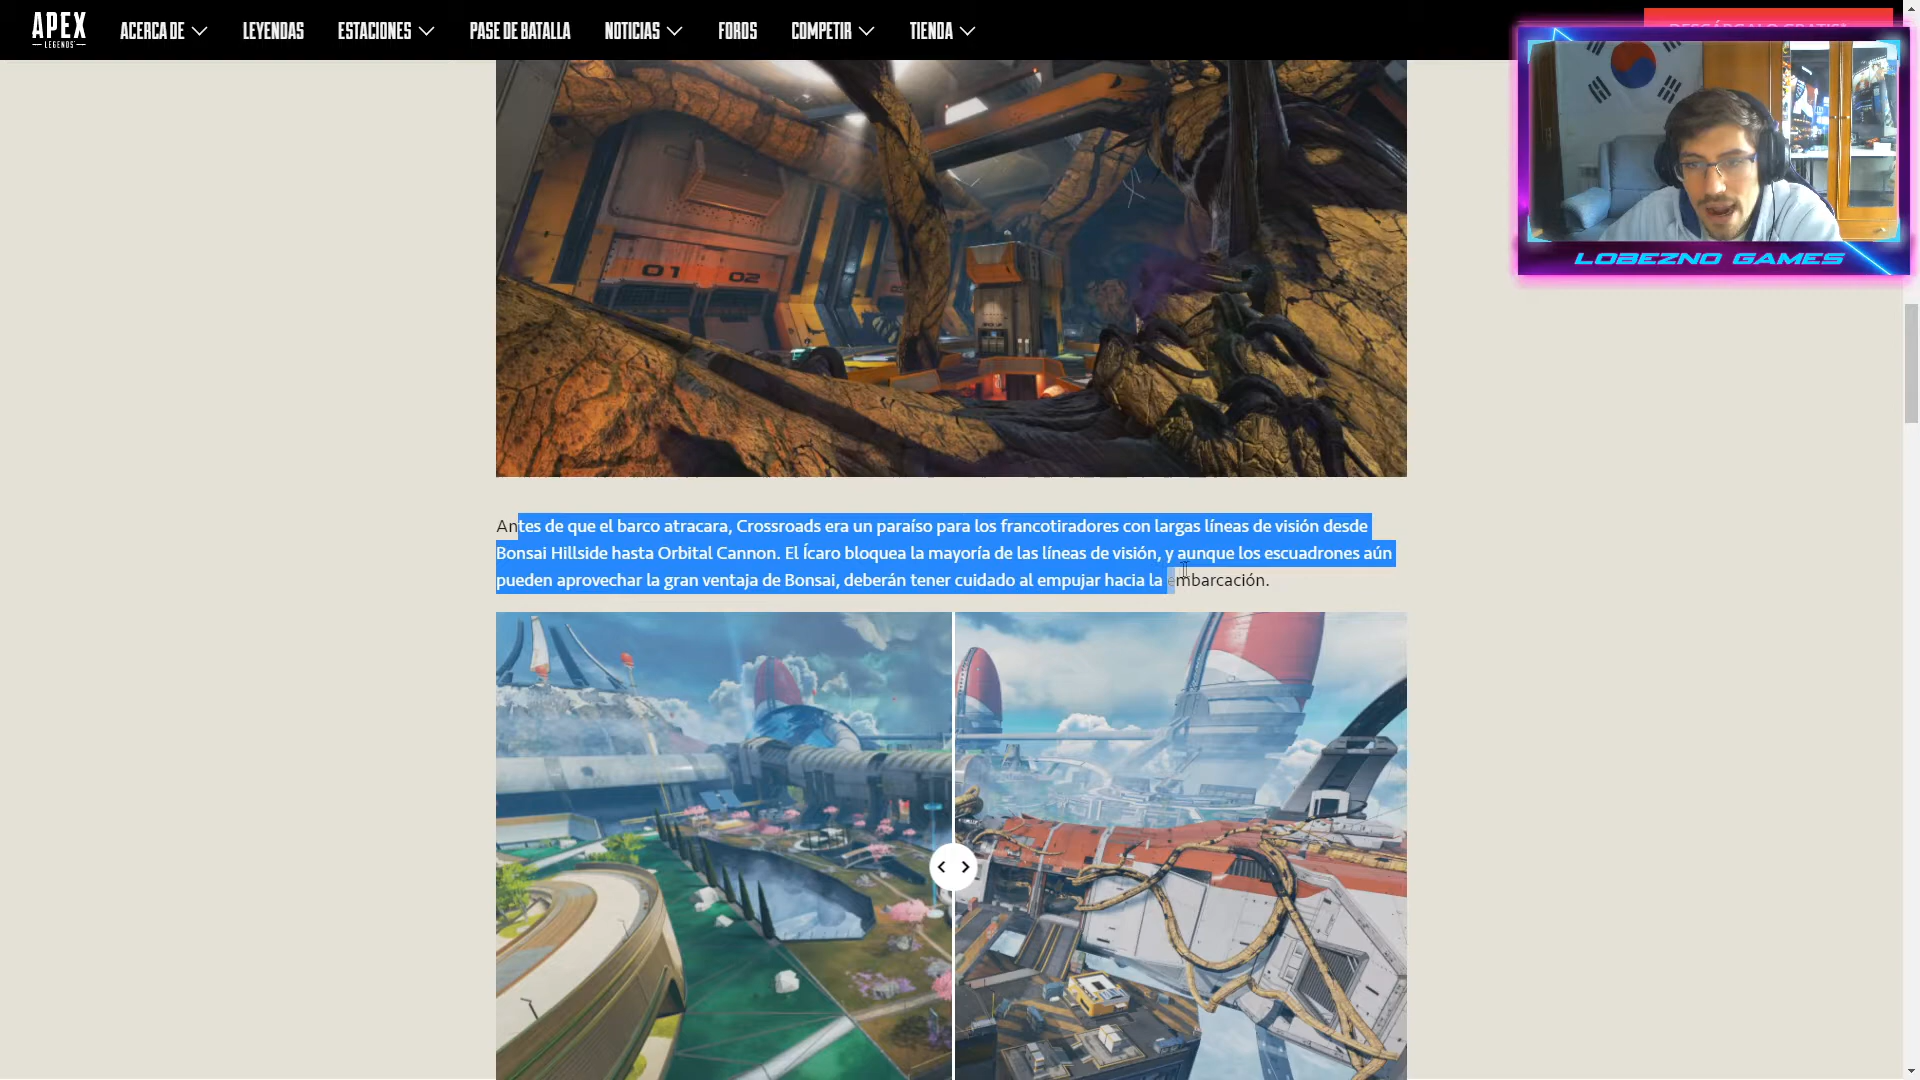 APEX
LEGENDS
ACERCA DE
LEYENDAS
ESTACIONES
PASE DE BATALLA
NOTICIAS
FOROS
COMPETIR
TIENDA
LOBEZNO GAMES
01 02
Antes de que el barco atracara, Crossroads era un paraíso para los francotiradores con largas líneas de visión desde
Bonsai Hillside hasta Orbital Cannon. El Ícaro bloquea la mayoría de las líneas de visión, y aunque los escuadrones aún
pueden aprovechar la gran ventaja de Bonsai, deberán tener cuidado al empujar hacia la embarcación.